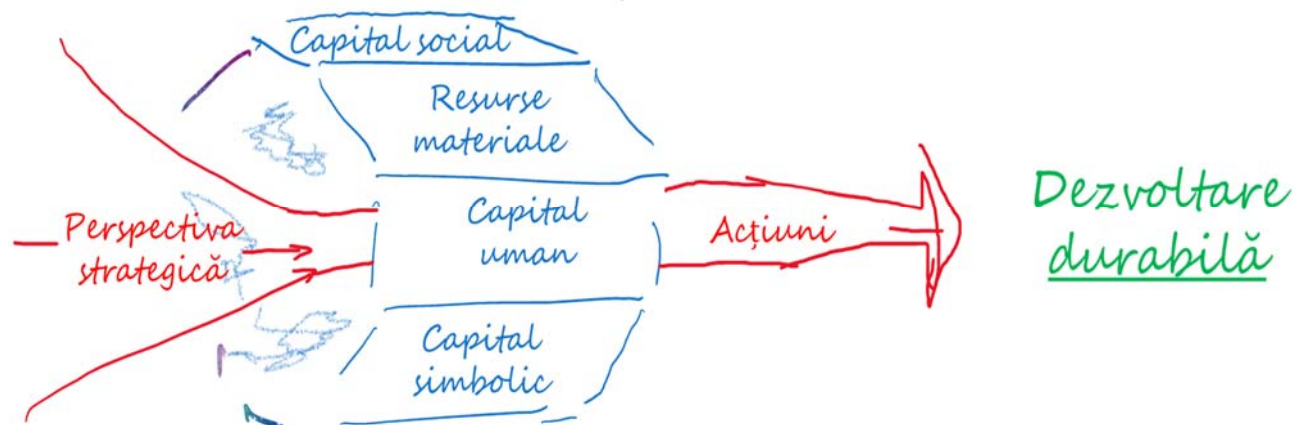 Capital social
Resurse
materiale
Perspectiva
strategică
Capital
uman
Acțiuni
Dezvoltare
durabilă
Capital
simbolic